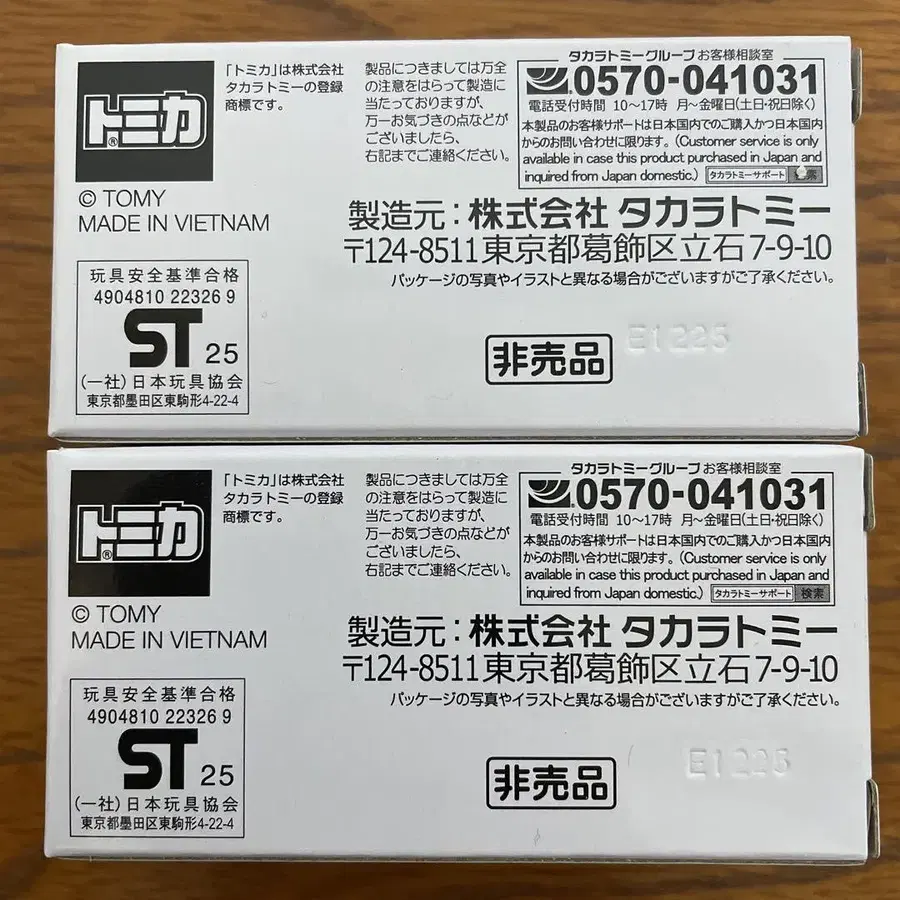 トミカ®
© TOMY
MADE IN VIETNAM
「トミカ」は株式会社
タカラトミーの登録
商標です。
製品につきましては万全
の注意をはらって製造に
当たっておりますが、
万一お気づきの点などが
ございましたら、
右記までご連絡ください。
タカラトミーグループ お客様相談室
0570-041031
電話受付時間 10〜17時 月〜金曜日(土日・祝日除く)
本製品のお客様サポートは日本国内でのご購入かつ日本国内
からのお問い合わせに限ります。(Customer service is only
available in case this product purchased in Japan and
inquired from Japan domestic.) タカラトミーサポート 検索
製造元:株式会社 タカラトミー
〒124-8511東京都葛飾区立石7-9-10
パッケージの写真やイラストと異なる場合がございますがご了承ください。
玩具安全基準合格
4904810 22326 9
ST 25
(一社)日本玩具協会
東京都墨田区東駒形4-22-4
非売品 E1225
トミカ®
© TOMY
MADE IN VIETNAM
「トミカ」は株式会社
タカラトミーの登録
商標です。
製品につきましては万全
の注意をはらって製造に
当たっておりますが、
万一お気づきの点などが
ございましたら、
右記までご連絡ください。
タカラトミーグループ お客様相談室
0570-041031
電話受付時間 10〜17時 月〜金曜日(土日・祝日除く)
本製品のお客様サポートは日本国内でのご購入かつ日本国内
からのお問い合わせに限ります。(Customer service is only
available in case this product purchased in Japan and
inquired from Japan domestic.) タカラトミーサポート 検索
製造元:株式会社 タカラトミー
〒124-8511東京都葛飾区立石7-9-10
パッケージの写真やイラストと異なる場合がございますがご了承ください。
玩具安全基準合格
4904810 22326 9
ST 25
(一社)日本玩具協会
東京都墨田区東駒形4-22-4
非売品 E1225